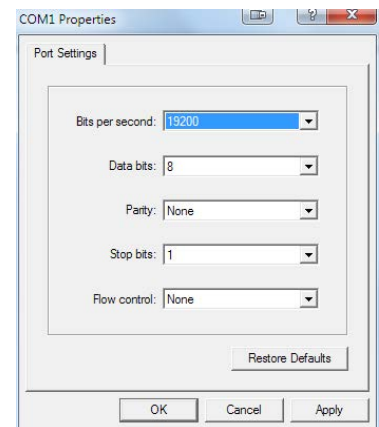 COM1 Properties
Port Settings
Bits per second: 19200
Data bits: 8
Parity: None
Stop bits: 1
Flow control: None
Restore Defaults
OK Cancel Apply